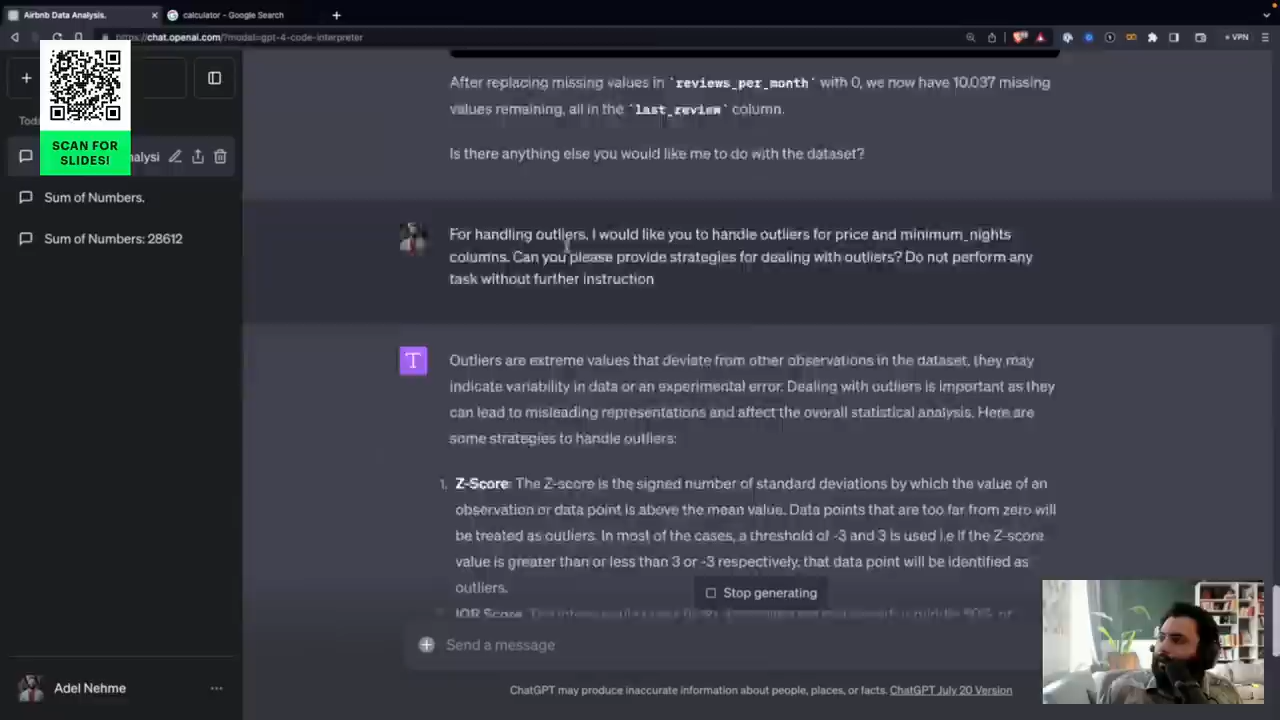 Airbnb Data Analysis.
calculator - Google Search
https://chat.openai.com/?model=gpt-4-code-interpreter
VPN
SCAN FOR
SLIDES!
Sum of Numbers.
Sum of Numbers: 28612
After replacing missing values in `reviews_per_month` with 0, we now have 10.037 missing
values remaining, all in the `last_review` column.
Is there anything else you would like me to do with the dataset?
For handling outliers. I would like you to handle outliers for price and minimum_nights
columns. Can you please provide strategies for dealing with outliers? Do not perform any
task without further instruction
Outliers are extreme values that deviate from other observations in the dataset, they may
indicate variability in data or an experimental error. Dealing with outliers is important as they
can lead to misleading representations and affect the overall statistical analysis. Here are
some strategies to handle outliers:
1. Z-Score The Z-score is the signed number of standard deviations by which the value of an
observation or data point is above the mean value. Data points that are too far from zero will
be treated as outliers. In most of the cases, a threshold of -3 and 3 is used i.e if the Z-score
value is greater than or less than 3 or -3 respectively, that data point will be identified as
outliers.
IQR Score
Stop generating
Send a message
ChatGPT may produce inaccurate information about people, places, or facts. ChatGPT July 20 Version
Adel Nehme